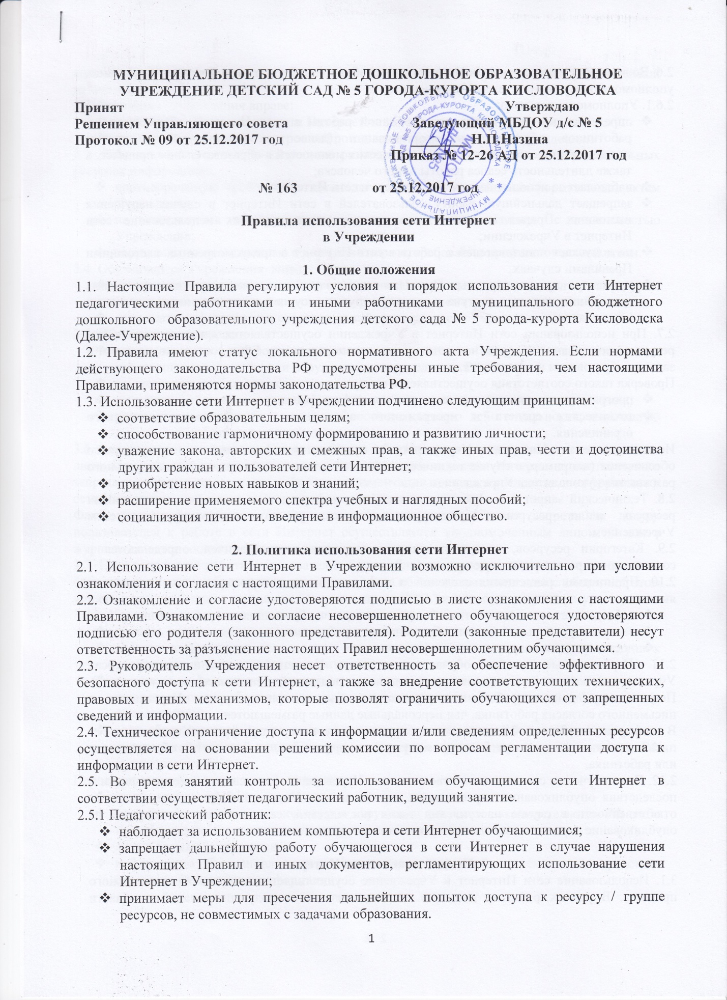 МУНИЦИПАЛЬНОЕ БЮДЖЕТНОЕ ДОШКОЛЬНОЕ ОБРАЗОВАТЕЛЬНОЕ
УЧРЕЖДЕНИЕ ДЕТСКИЙ САД № 5 ГОРОДА-КУРОРТА КИСЛОВОДСКА
Принят Утверждаю
Решением Управляющего совета Заведующий МБДОУ д/с № 5
Протокол № 09 от 25.12.2017 год Н.П.Назина
Приказ № 12-26 АД от 25.12.2017 год
№ 163 от 25.12.2017 год
Правила использования сети Интернет
в Учреждении
1. Общие положения
1.1. Настоящие Правила регулируют условия и порядок использования сети Интернет
педагогическими работниками и иными работниками муниципального бюджетного
дошкольного образовательного учреждения детского сада № 5 города-курорта Кисловодска
(Далее-Учреждение).
1.2. Правила имеют статус локального нормативного акта Учреждения. Если нормами
действующего законодательства РФ предусмотрены иные требования, чем настоящими
Правилами, применяются нормы законодательства РФ.
1.3. Использование сети Интернет в Учреждении подчинено следующим принципам:
❖ соответствие образовательным целям;
❖ способствование гармоничному формированию и развитию личности;
❖ уважение закона, авторских и смежных прав, а также иных прав, чести и достоинства
других граждан и пользователей сети Интернет;
❖ приобретение новых навыков и знаний;
❖ расширение применяемого спектра учебных и наглядных пособий;
❖ социализация личности, введение в информационное общество.
2. Политика использования сети Интернет
2.1. Использование сети Интернет в Учреждении возможно исключительно при условии
ознакомления и согласия с настоящими Правилами.
2.2. Ознакомление и согласие удостоверяются подписью в листе ознакомления с настоящими
Правилами. Ознакомление и согласие несовершеннолетнего обучающегося удостоверяются
подписью его родителя (законного представителя). Родители (законные представители) несут
ответственность за разъяснение настоящих Правил несовершеннолетним обучающимся.
2.3. Руководитель Учреждения несет ответственность за обеспечение эффективного и
безопасного доступа к сети Интернет, а также за внедрение соответствующих технических,
правовых и иных механизмов, которые позволят ограничить обучающихся от запрещенных
сведений и информации.
2.4. Техническое ограничение доступа к информации и/или сведениям определенных ресурсов
осуществляется на основании решений комиссии по вопросам регламентации доступа к
информации в сети Интернет.
2.5. Во время занятий контроль за использованием обучающимися сети Интернет в
соответствии осуществляет педагогический работник, ведущий занятие.
2.5.1 Педагогический работник:
❖ наблюдает за использованием компьютера и сети Интернет обучающимися;
❖ запрещает дальнейшую работу обучающегося в сети Интернет в случае нарушения
настоящих Правил и иных документов, регламентирующих использование сети
Интернет в Учреждении;
❖ принимает меры для пресечения дальнейших попыток доступа к ресурсу / группе
ресурсов, не совместимых с задачами образования.
1